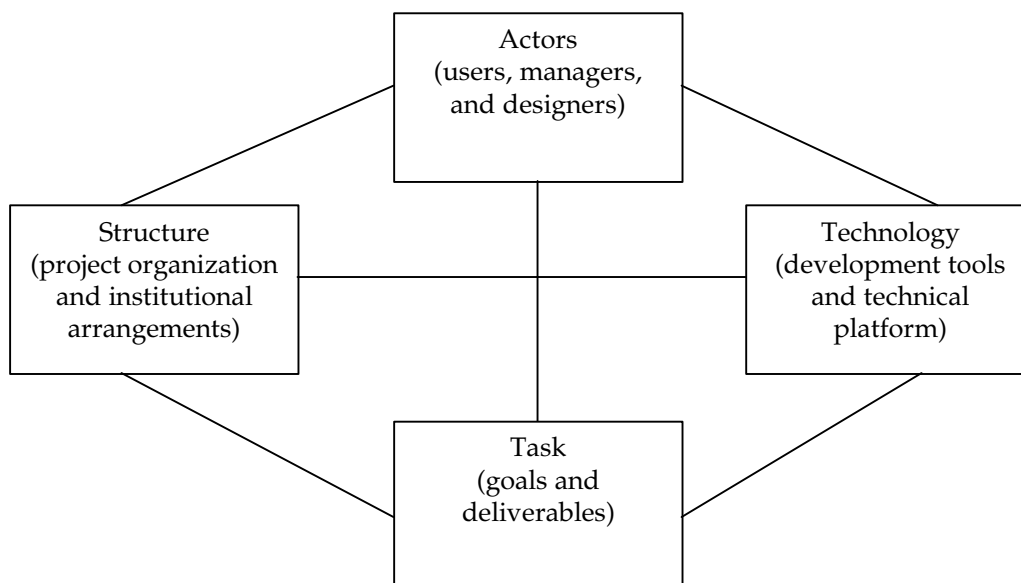 Actors
(users, managers,
and designers)
Structure
(project organization
and institutional
arrangements)
Technology
(development tools
and technical
platform)
Task
(goals and
deliverables)